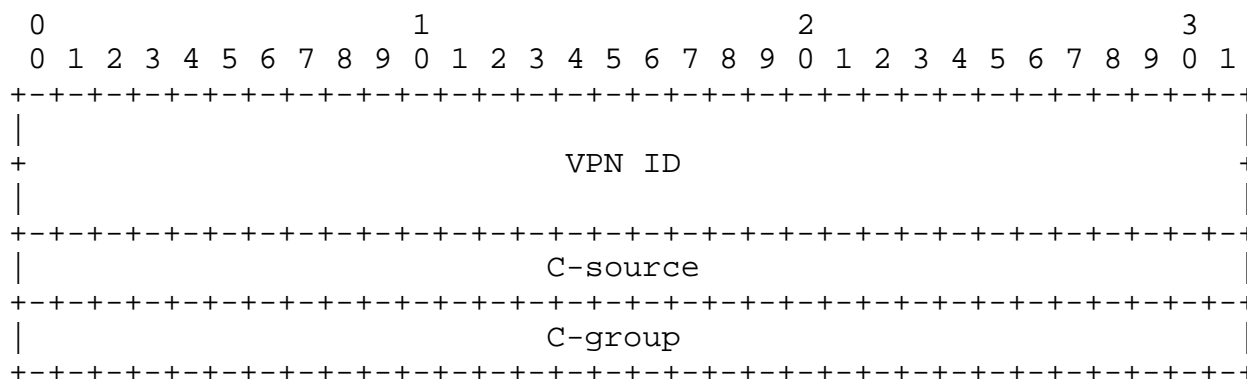 0                   1                   2                   3
 0 1 2 3 4 5 6 7 8 9 0 1 2 3 4 5 6 7 8 9 0 1 2 3 4 5 6 7 8 9 0 1
+-+-+-+-+-+-+-+-+-+-+-+-+-+-+-+-+-+-+-+-+-+-+-+-+-+-+-+-+-+-+-+-+
|                                                               |
+                            VPN ID                             +
|                                                               |
+-+-+-+-+-+-+-+-+-+-+-+-+-+-+-+-+-+-+-+-+-+-+-+-+-+-+-+-+-+-+-+-+
|                           C-source                            |
+-+-+-+-+-+-+-+-+-+-+-+-+-+-+-+-+-+-+-+-+-+-+-+-+-+-+-+-+-+-+-+-+
|                           C-group                             |
+-+-+-+-+-+-+-+-+-+-+-+-+-+-+-+-+-+-+-+-+-+-+-+-+-+-+-+-+-+-+-+-+